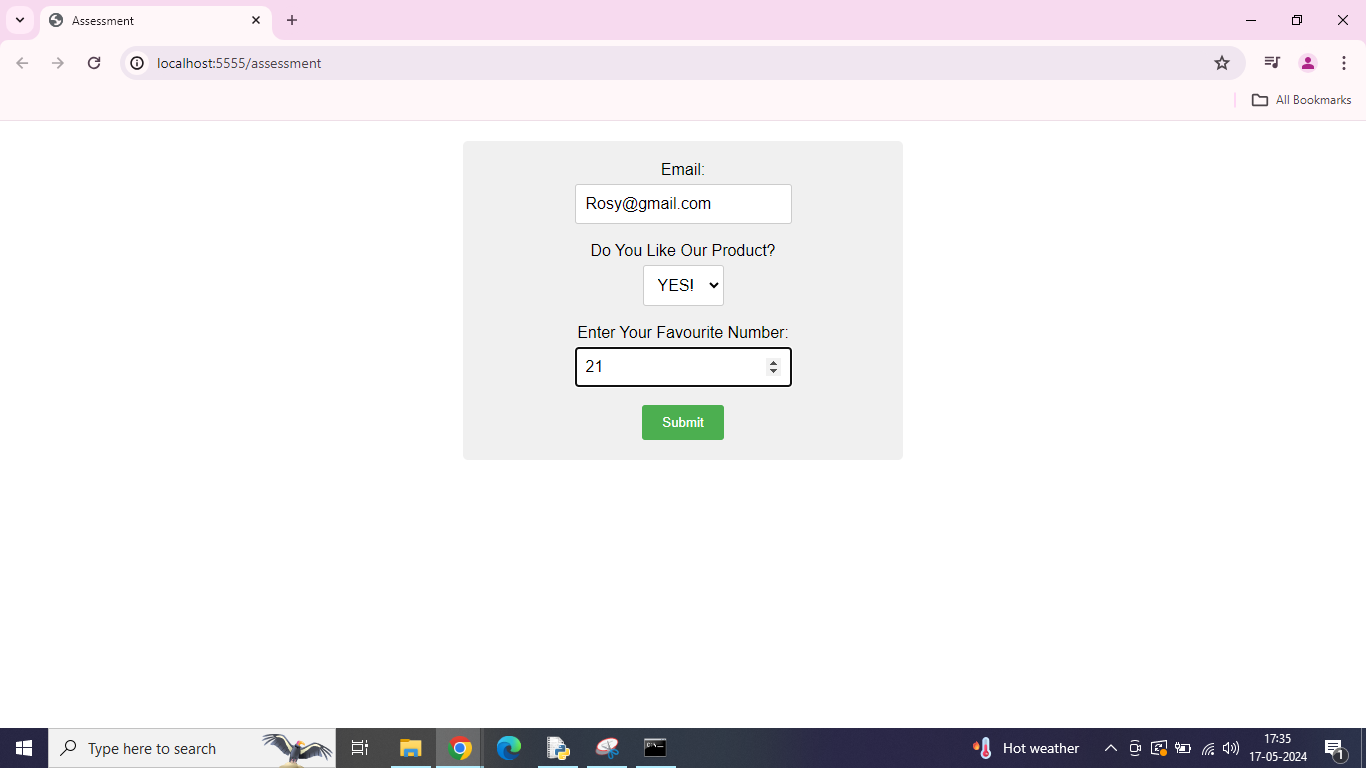 Assessment
localhost:5555/assessment
All Bookmarks
Email:
Rosy@gmail.com
Do You Like Our Product?
YES!
Enter Your Favourite Number:
21
Submit
Type here to search
Hot weather
17:35
17-05-2024
1